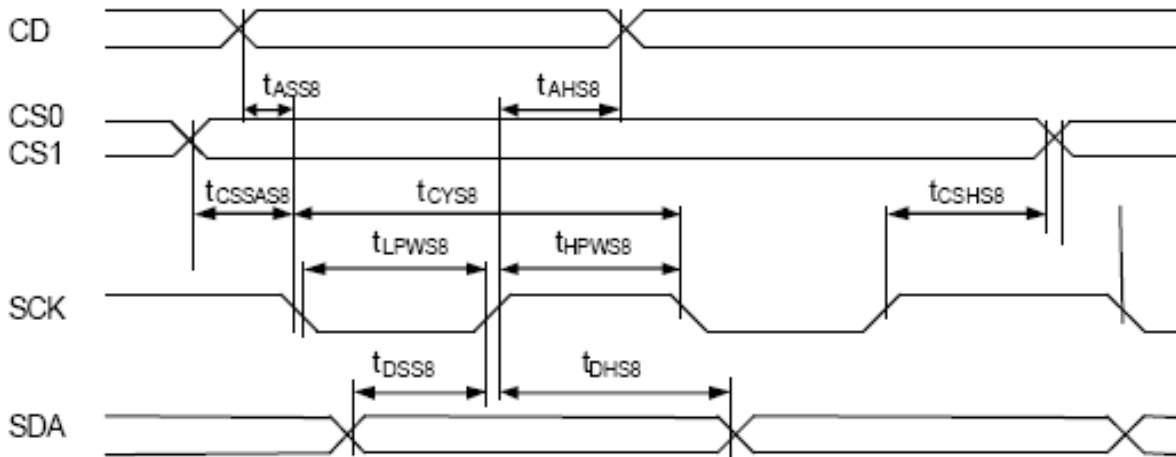 CD
tASS8 tAHS8
CS0
CS1
tCSSAS8 tCYS8 tCSHS8
tLPWS8 tHPWS8
SCK
tDSS8 tDHS8
SDA